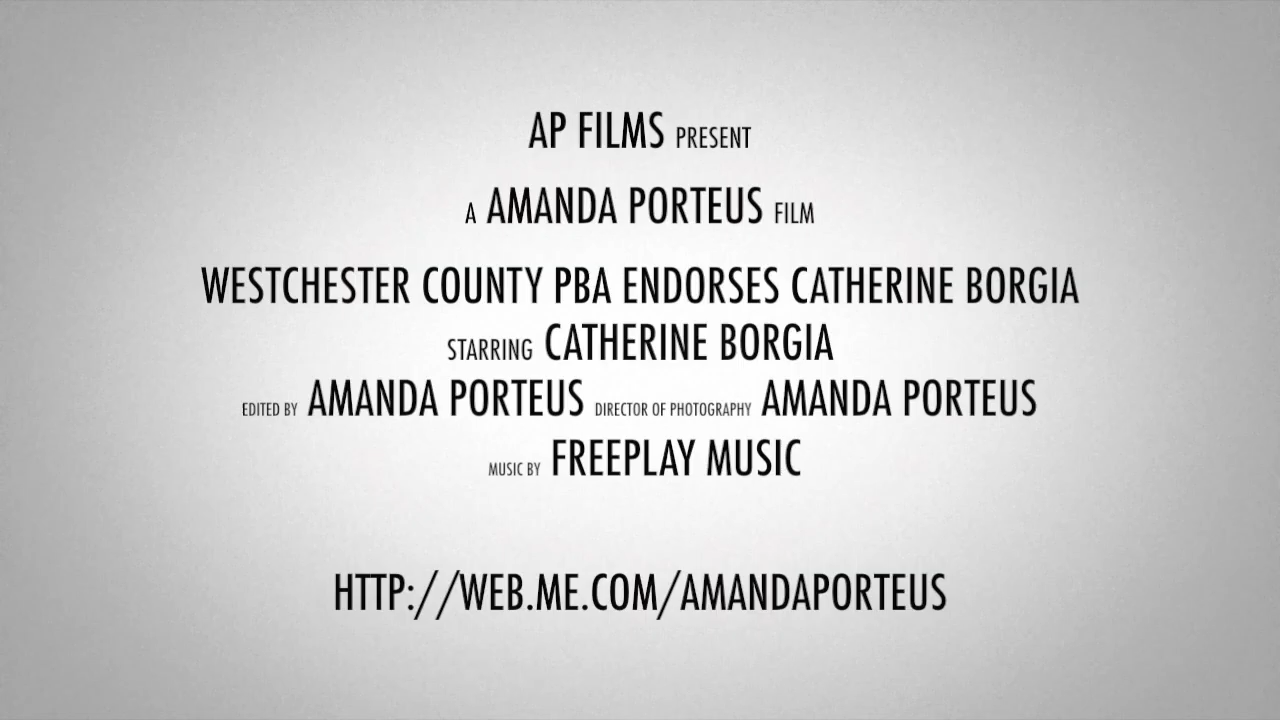 AP FILMS PRESENT
A AMANDA PORTEUS FILM
WESTCHESTER COUNTY PBA ENDORSES CATHERINE BORGIA
STARRING CATHERINE BORGIA
EDITED BY AMANDA PORTEUS DIRECTOR OF PHOTOGRAPHY AMANDA PORTEUS
MUSIC BY FREEPLAY MUSIC
HTTP://WEB.ME.COM/AMANDAPORTEUS